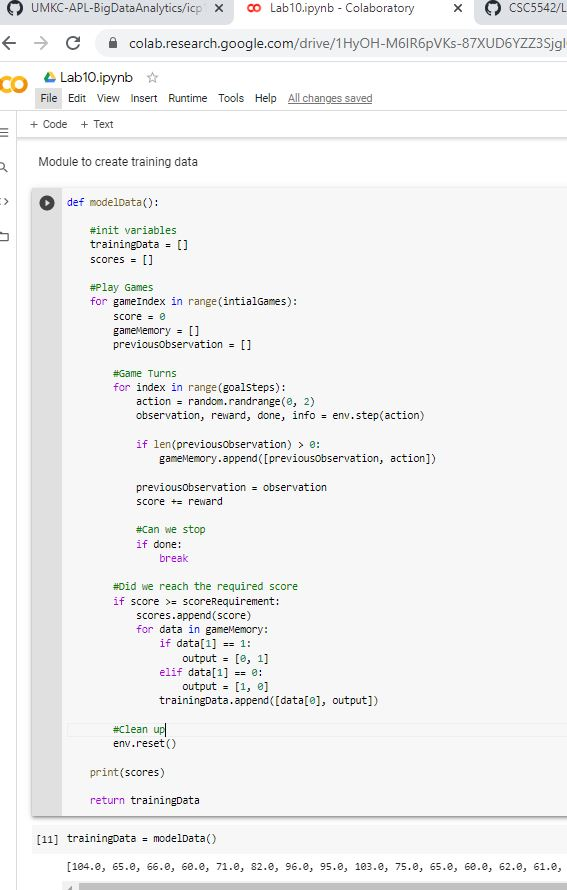 UMKC-APL-BigDataAnalytics/icp
Lab10.ipynb - Colaboratory
CSC5542/L
colab.research.google.com/drive/1HyOH-M6IR6pVKs-87XUD6YZZ3Sjgl
CO
Lab10.ipynb
File Edit View Insert Runtime Tools Help All changes saved
+ Code + Text
Module to create training data
def modelData():
#init variables
trainingData = []
scores = []
#Play Games
for gameIndex in range(intialGames):
score = 0
gameMemory = []
previousObservation = []
#Game Turns
for index in range(goalSteps):
action = random.randrange(0, 2)
observation, reward, done, info = env.step(action)
if len(previousObservation) > 0:
gameMemory.append([previousObservation, action])
previousObservation = observation
score += reward
#Can we stop
if done:
break
#Did we reach the required score
if score >= scoreRequirement:
scores.append(score)
for data in gameMemory:
if data[1] == 1:
output = [0, 1]
elif data[1] == 0:
output = [1, 0]
trainingData.append([data[0], output])
#Clean up
env.reset()
print(scores)
return trainingData
[11] trainingData = modelData()
[104.0, 65.0, 66.0, 60.0, 71.0, 82.0, 96.0, 95.0, 103.0, 75.0, 65.0, 60.0, 62.0, 61.0,